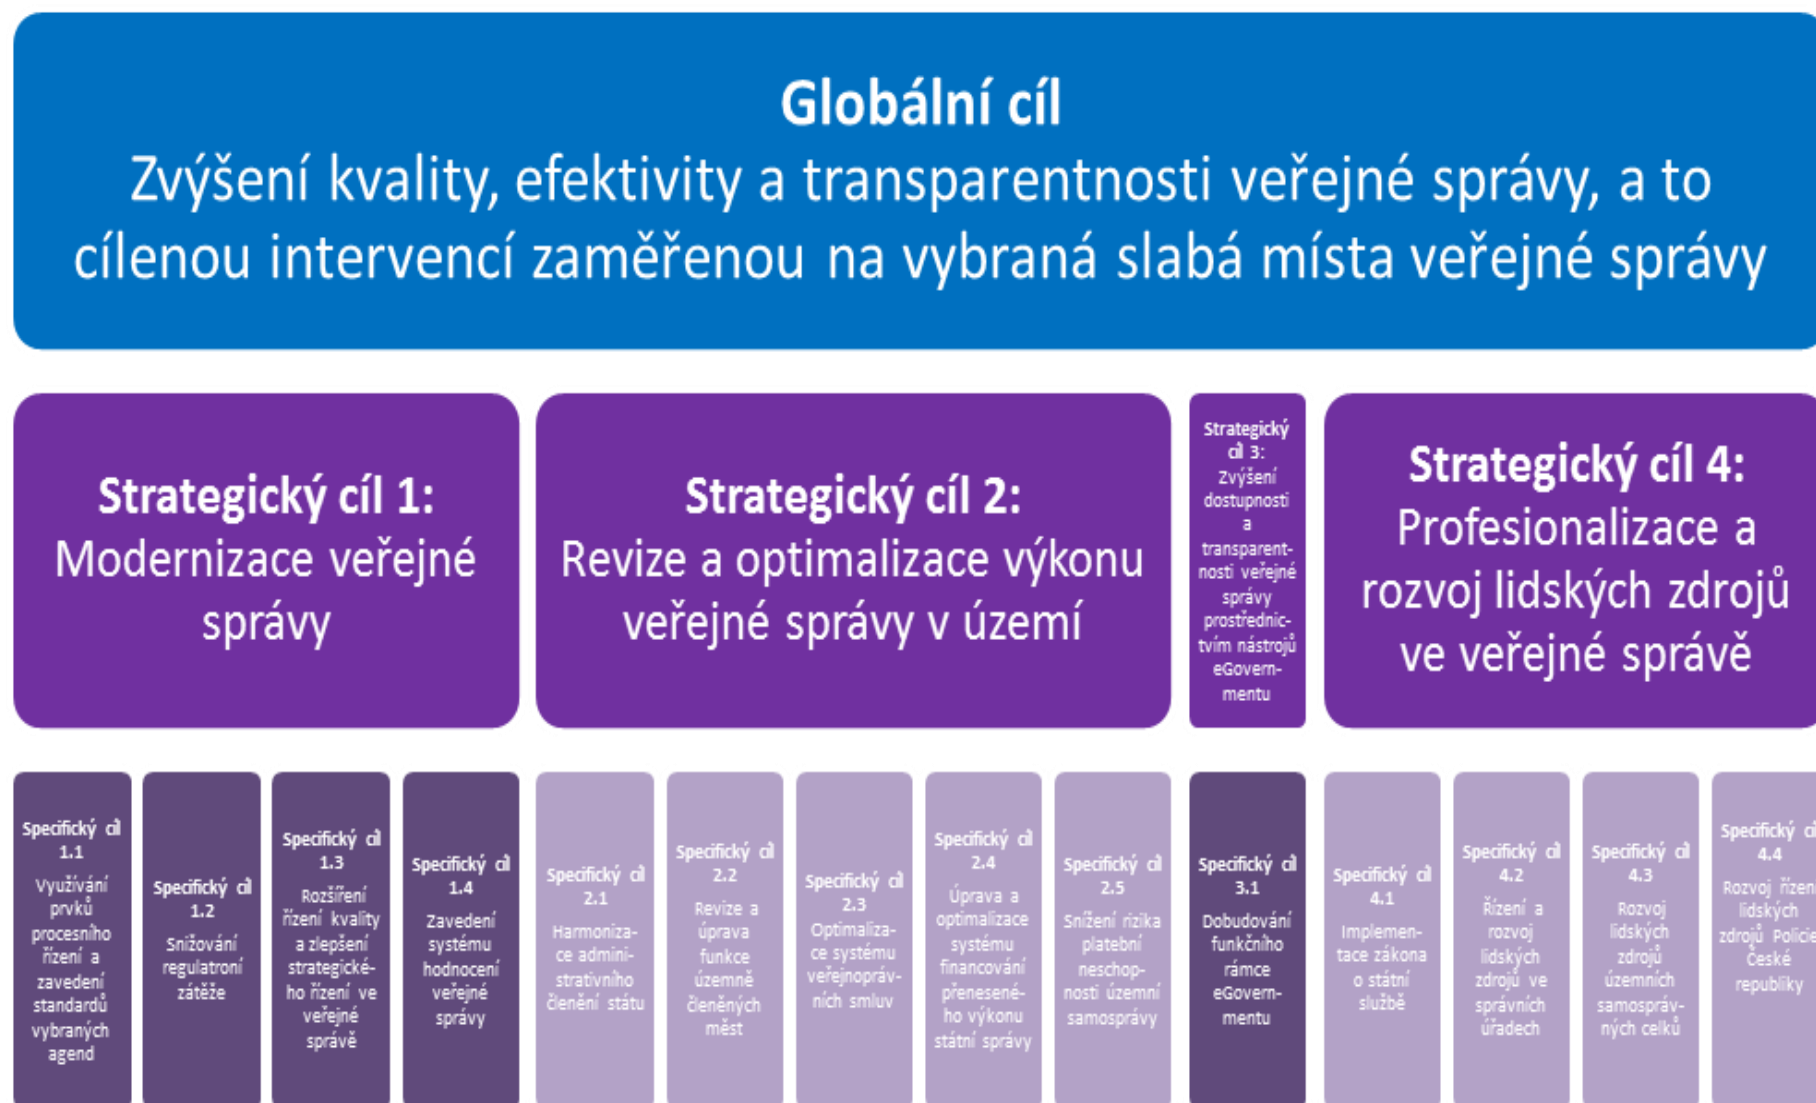 Globální cíl
Zvýšení kvality, efektivity a transparentnosti veřejné správy, a to
cílenou intervencí zaměřenou na vybraná slabá místa veřejné správy
Strategický cíl 1:
Modernizace veřejné
správy
Strategický cíl 2:
Revize a optimalizace výkonu
veřejné správy v území
Strategický
cíl 3:
Zvýšení
dostupnosti
a
transparent-
nosti veřejné
správy
prostřednic-
tvím nástrojů
eGovern-
mentu
Strategický cíl 4:
Profesionalizace a
rozvoj lidských zdrojů
ve veřejné správě
Specifický cíl
1.1
Využívání
prvků
procesního
řízení a
zavedení
standardů
vybraných
agend
Specifický cíl
1.2
Snižování
regulatroní
zátěže
Specifický cíl
1.3
Rozšíření
řízení kvality
a zlepšení
strategické-
ho řízení ve
veřejné
správě
Specifický cíl
1.4
Zavedení
systému
hodnocení
veřejné
správy
Specifický cíl
2.1
Harmoniza-
ce admini-
strativního
členění státu
Specifický cíl
2.2
Revize a
úprava
funkce
územně
členěných
měst
Specifický cíl
2.3
Optimaliza-
ce systému
veřejnopráv-
ních smluv
Specifický cíl
2.4
Úprava a
optimalizace
systému
financování
přenesené-
ho výkonu
státní správy
Specifický cíl
2.5
Snížení rizika
platební
neschop-
nosti územní
samosprávy
Specifický cíl
3.1
Dobudování
funkčního
rámce
eGovern-
mentu
Specifický cíl
4.1
Implemen-
tace zákona
o státní
službě
Specifický cíl
4.2
Řízení a
rozvoj
lidských
zdrojů ve
správních
úřadech
Specifický cíl
4.3
Rozvoj
lidských
zdrojů
územních
samospráv-
ných celků
Specifický cíl
4.4
Rozvoj řízení
lidských
zdrojů Policie
České
republiky